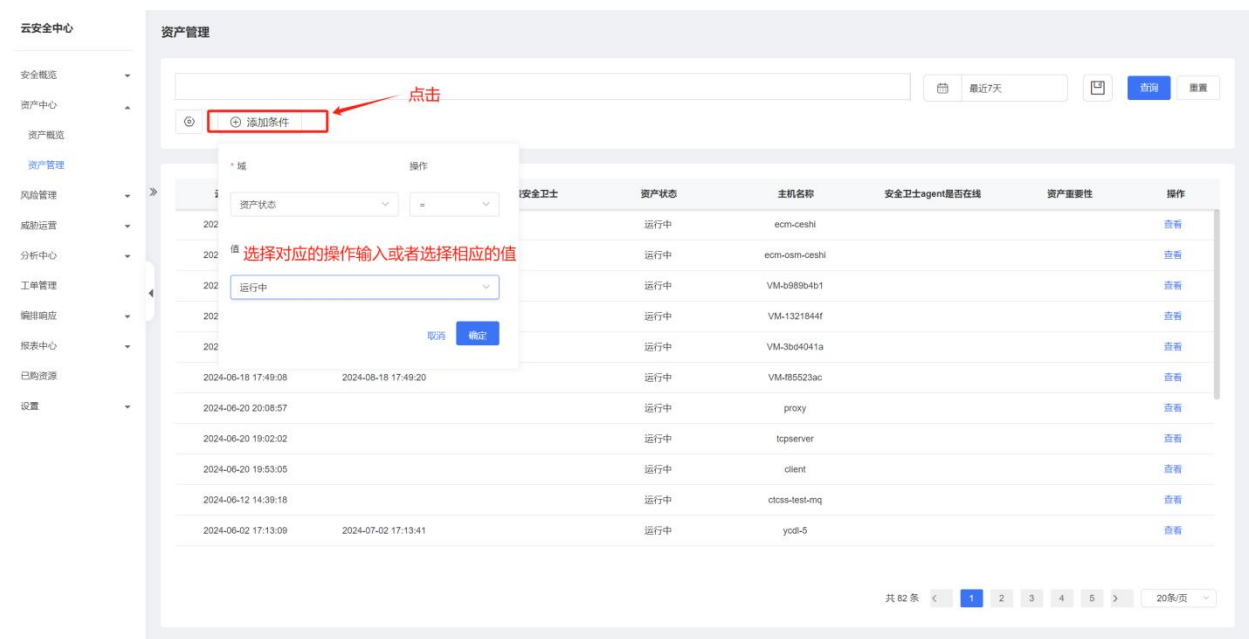 云安全中心
资产管理
安全概览
资产中心
资产概览
资产管理
风险管理
威胁运营
分析中心
工单管理
编排响应
报表中心
已购资源
设置
最近7天
查询
重置
点击
添加条件
* 域
操作
资产状态
=
值
选择对应的操作输入或者选择相应的值
运行中
取消
确定
安全卫士 资产状态 主机名称 安全卫士agent是否在线 资产重要性 操作
202 运行中 ecm-ceshi 查看
202 运行中 ecm-osm-ceshi 查看
202 运行中 VM-b989b4b1 查看
202 运行中 VM-1321844f 查看
202 运行中 VM-3bd4041a 查看
2024-06-18 17:49:08 2024-08-18 17:49:20 运行中 VM-f85523ac 查看
2024-06-20 20:08:57 运行中 proxy 查看
2024-06-20 19:02:02 运行中 tcpserver 查看
2024-06-20 19:53:05 运行中 client 查看
2024-06-12 14:39:18 运行中 ctcss-test-mq 查看
2024-06-02 17:13:09 2024-07-02 17:13:41 运行中 ycdl-5 查看
共 82 条 < 1 2 3 4 5 > 20条/页